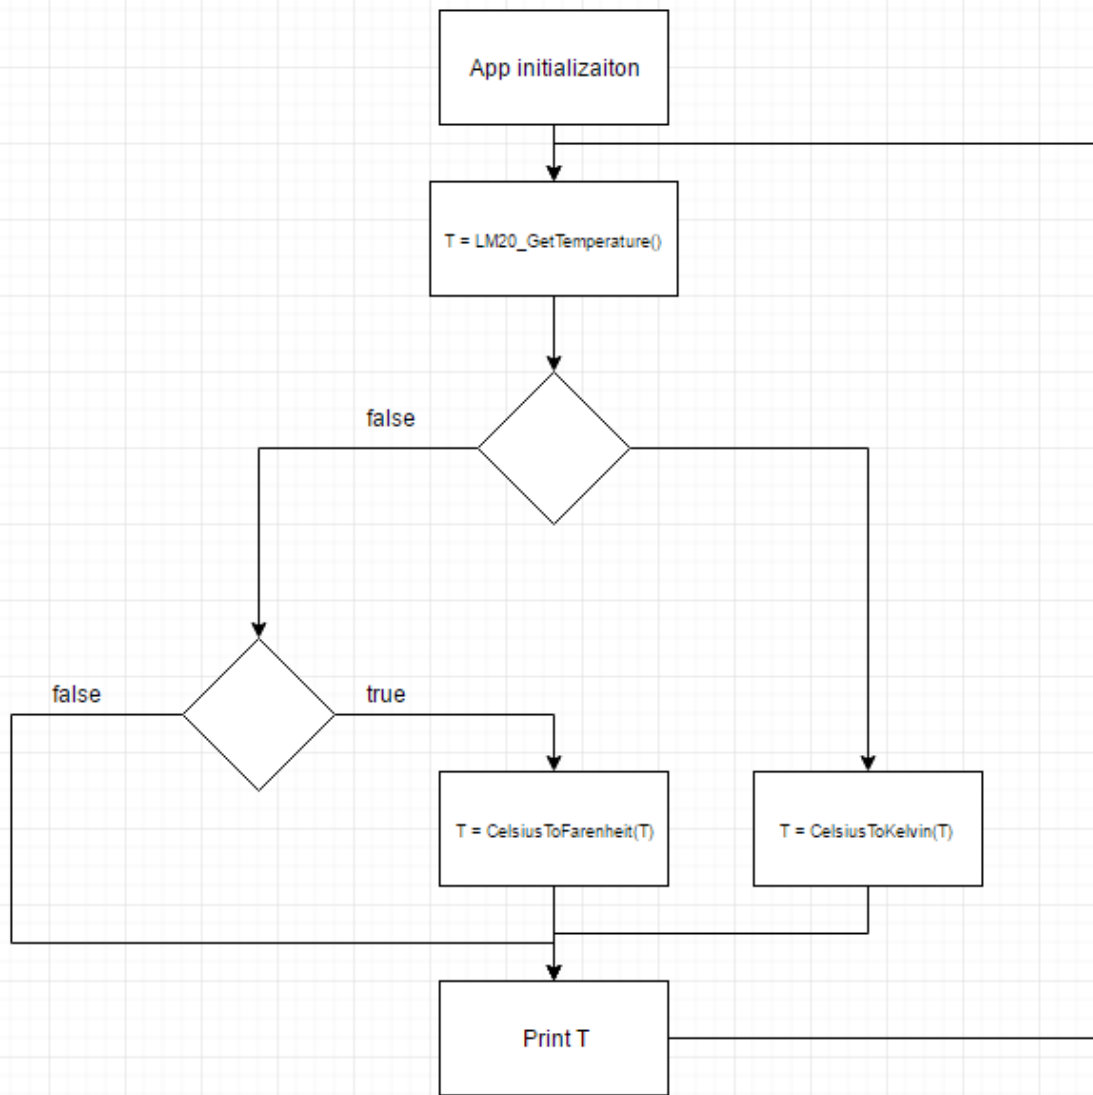 App initializaiton
T = LM20_GetTemperature()
false
false
true
T = CelsiusToFarenheit(T)
T = CelsiusToKelvin(T)
Print T